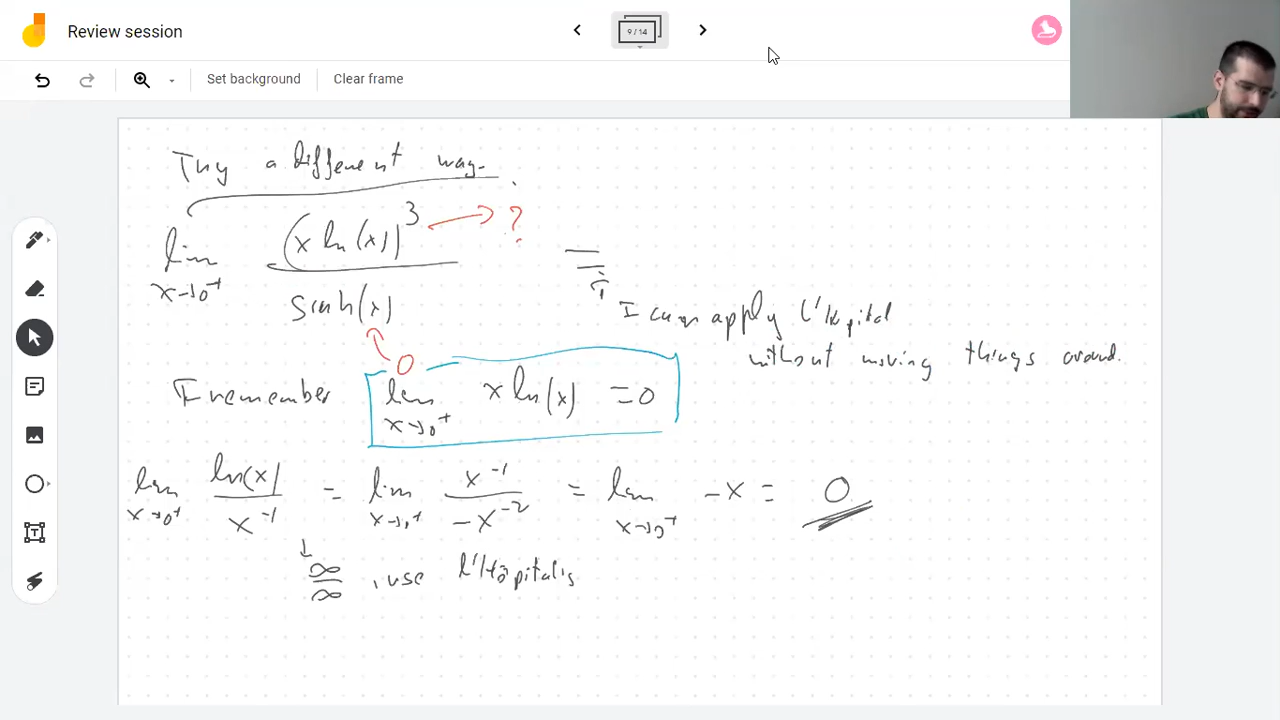 Review session
9/14
Set background
Clear frame
Try a different way.
lim x→0+ (x ln(x))^3 / sinh(x) → ? =
0
I can apply l'Hôpital
without moving things around.
I remember lim x→0+ x ln(x) = 0
lim x→0+ ln(x) / x^-1 = lim x→0+ x^-1 / -x^-2 = lim x→0+ -x = 0
↓ ∞/∞ , use l'Hôpital's